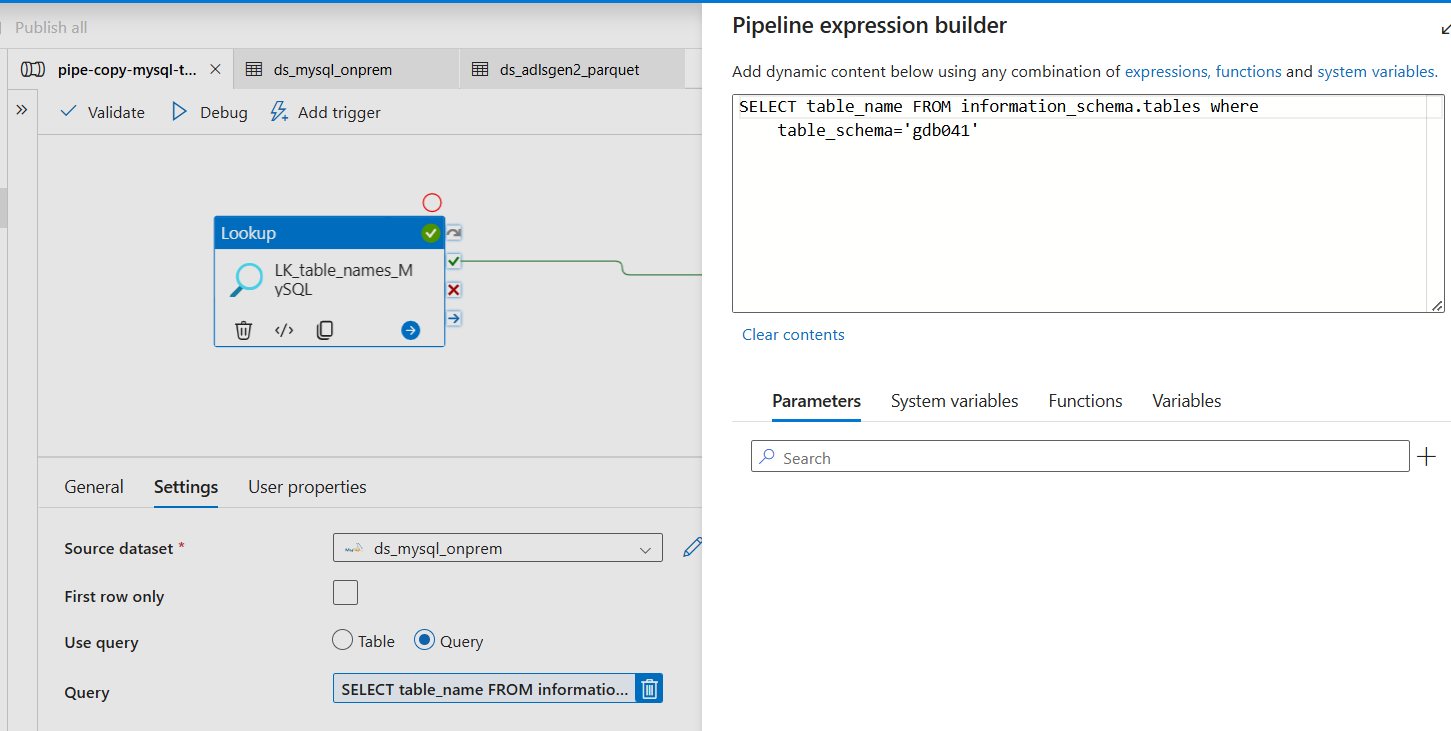 Publish all
pipe-copy-mysql-t...
ds_mysql_onprem
ds_adlsgen2_parquet
Validate
Debug
Add trigger
Lookup
LK_table_names_M
ySQL
General
Settings
User properties
Source dataset *
MySQL ds_mysql_onprem
First row only
Use query
Table
Query
Query
SELECT table_name FROM informatio...
Pipeline expression builder
Add dynamic content below using any combination of expressions, functions and system variables.
SELECT table_name FROM information_schema.tables where
table_schema='gdb041'
Clear contents
Parameters
System variables
Functions
Variables
Search